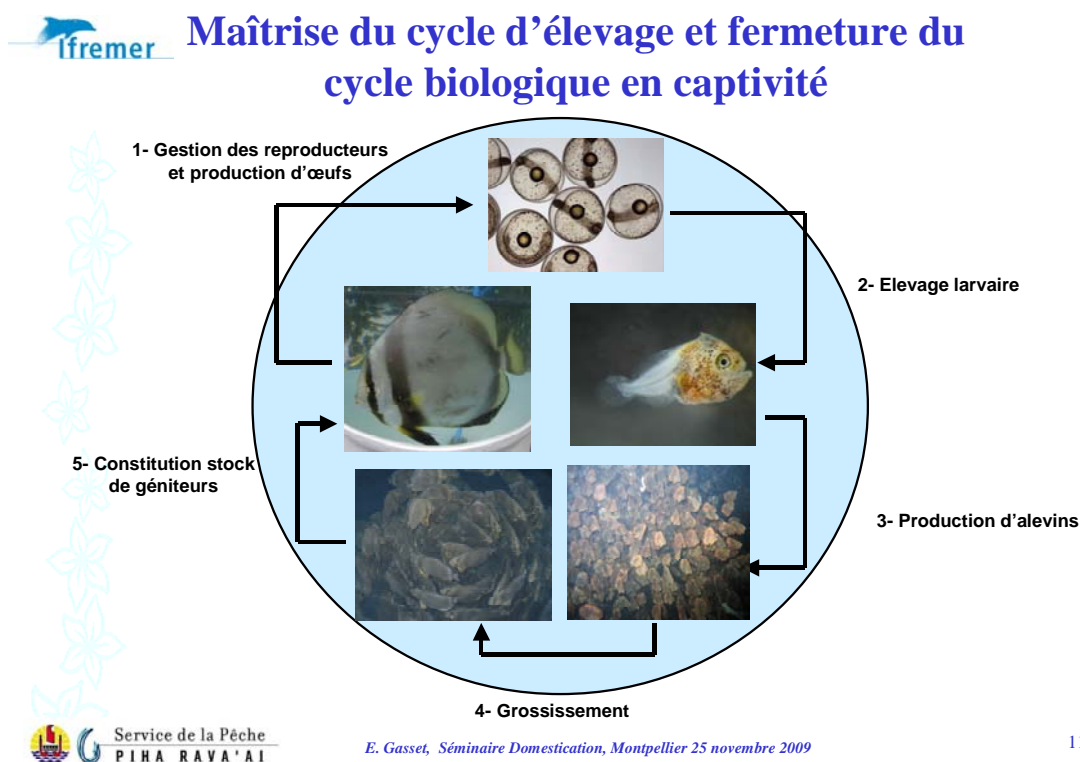 Ifremer
Maîtrise du cycle d’élevage et fermeture du
cycle biologique en captivité
1- Gestion des reproducteurs
et production d’œufs
2- Elevage larvaire
5- Constitution stock
de géniteurs
3- Production d’alevins
4- Grossissement
Service de la Pêche
PIHA RAVA'AI
E. Gasset, Séminaire Domestication, Montpellier 25 novembre 2009